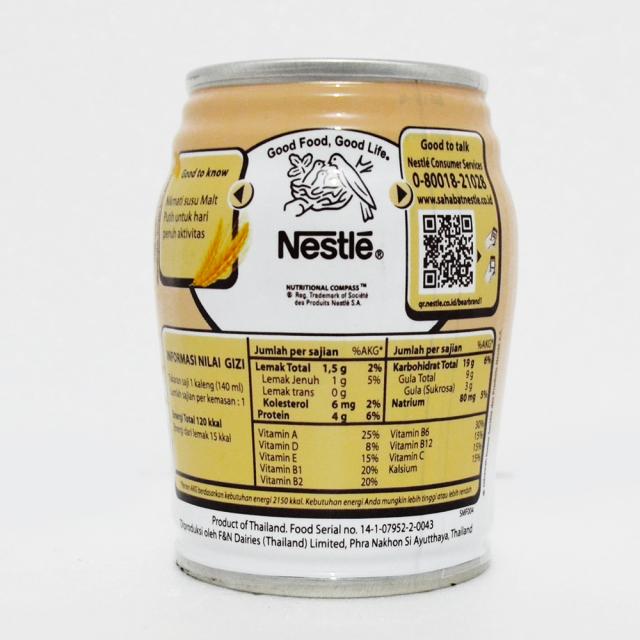 Good Food, Good Life®
Nestlé®
NUTRITIONAL COMPASS™
® Reg. Trademark of Société
des Produits Nestlé S.A.
Good to know
Nikmati susu Malt
Putih untuk hari
penuh aktivitas
Good to talk
Nestlé Consumer Services
0-80018-21028
www.sahabatnestle.co.id
qr.nestle.co.id/bearbrand1
INFORMASI NILAI GIZI
Takaran saji 1 kaleng (140 ml)
Jumlah sajian per kemasan : 1
Energi Total 120 kkal
Energi dari lemak 15 kkal
Jumlah per sajian %AKG*
Lemak Total 1,5 g 2%
Lemak Jenuh 1 g 5%
Lemak trans 0 g
Kolesterol 6 mg 2%
Protein 4 g 6%
Vitamin A 25%
Vitamin D 8%
Vitamin E 15%
Vitamin B1 20%
Vitamin B2 20%
Jumlah per sajian %AKG*
Karbohidrat Total 19 g 6%
Gula Total 9 g
Gula (Sukrosa) 3 g
Natrium 80 mg 5%
Vitamin B6 30%
Vitamin B12 15%
Vitamin C 15%
Kalsium 15%
*Persen AKG berdasarkan kebutuhan energi 2150 kkal. Kebutuhan energi Anda mungkin lebih tinggi atau lebih rendah
SMF004
Product of Thailand. Food Serial no. 14-1-07952-2-0043
Diproduksi oleh F&N Dairies (Thailand) Limited, Phra Nakhon Si Ayutthaya, Thailand